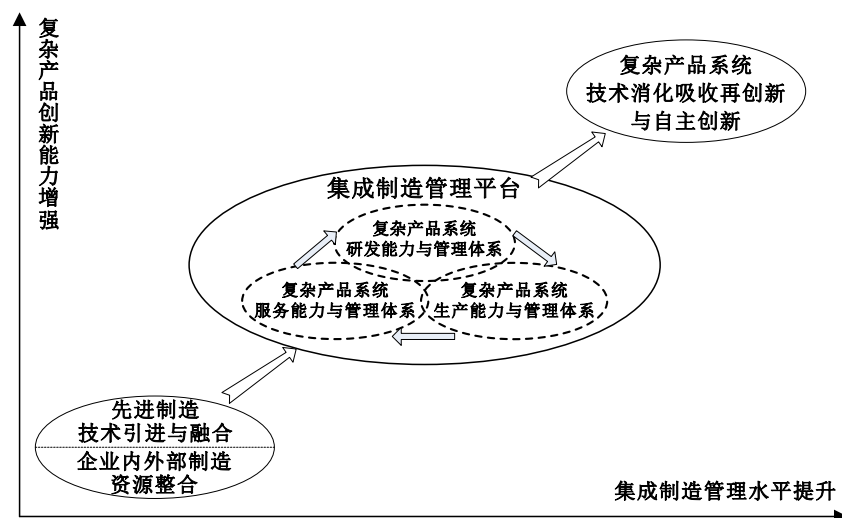 复杂产品创新能力增强
复杂产品系统
技术消化吸收再创新
与自主创新
集成制造管理平台
复杂产品系统
研发能力与管理体系
复杂产品系统
服务能力与管理体系
复杂产品系统
生产能力与管理体系
先进制造
技术引进与融合
企业内外部制造
资源整合
集成制造管理水平提升